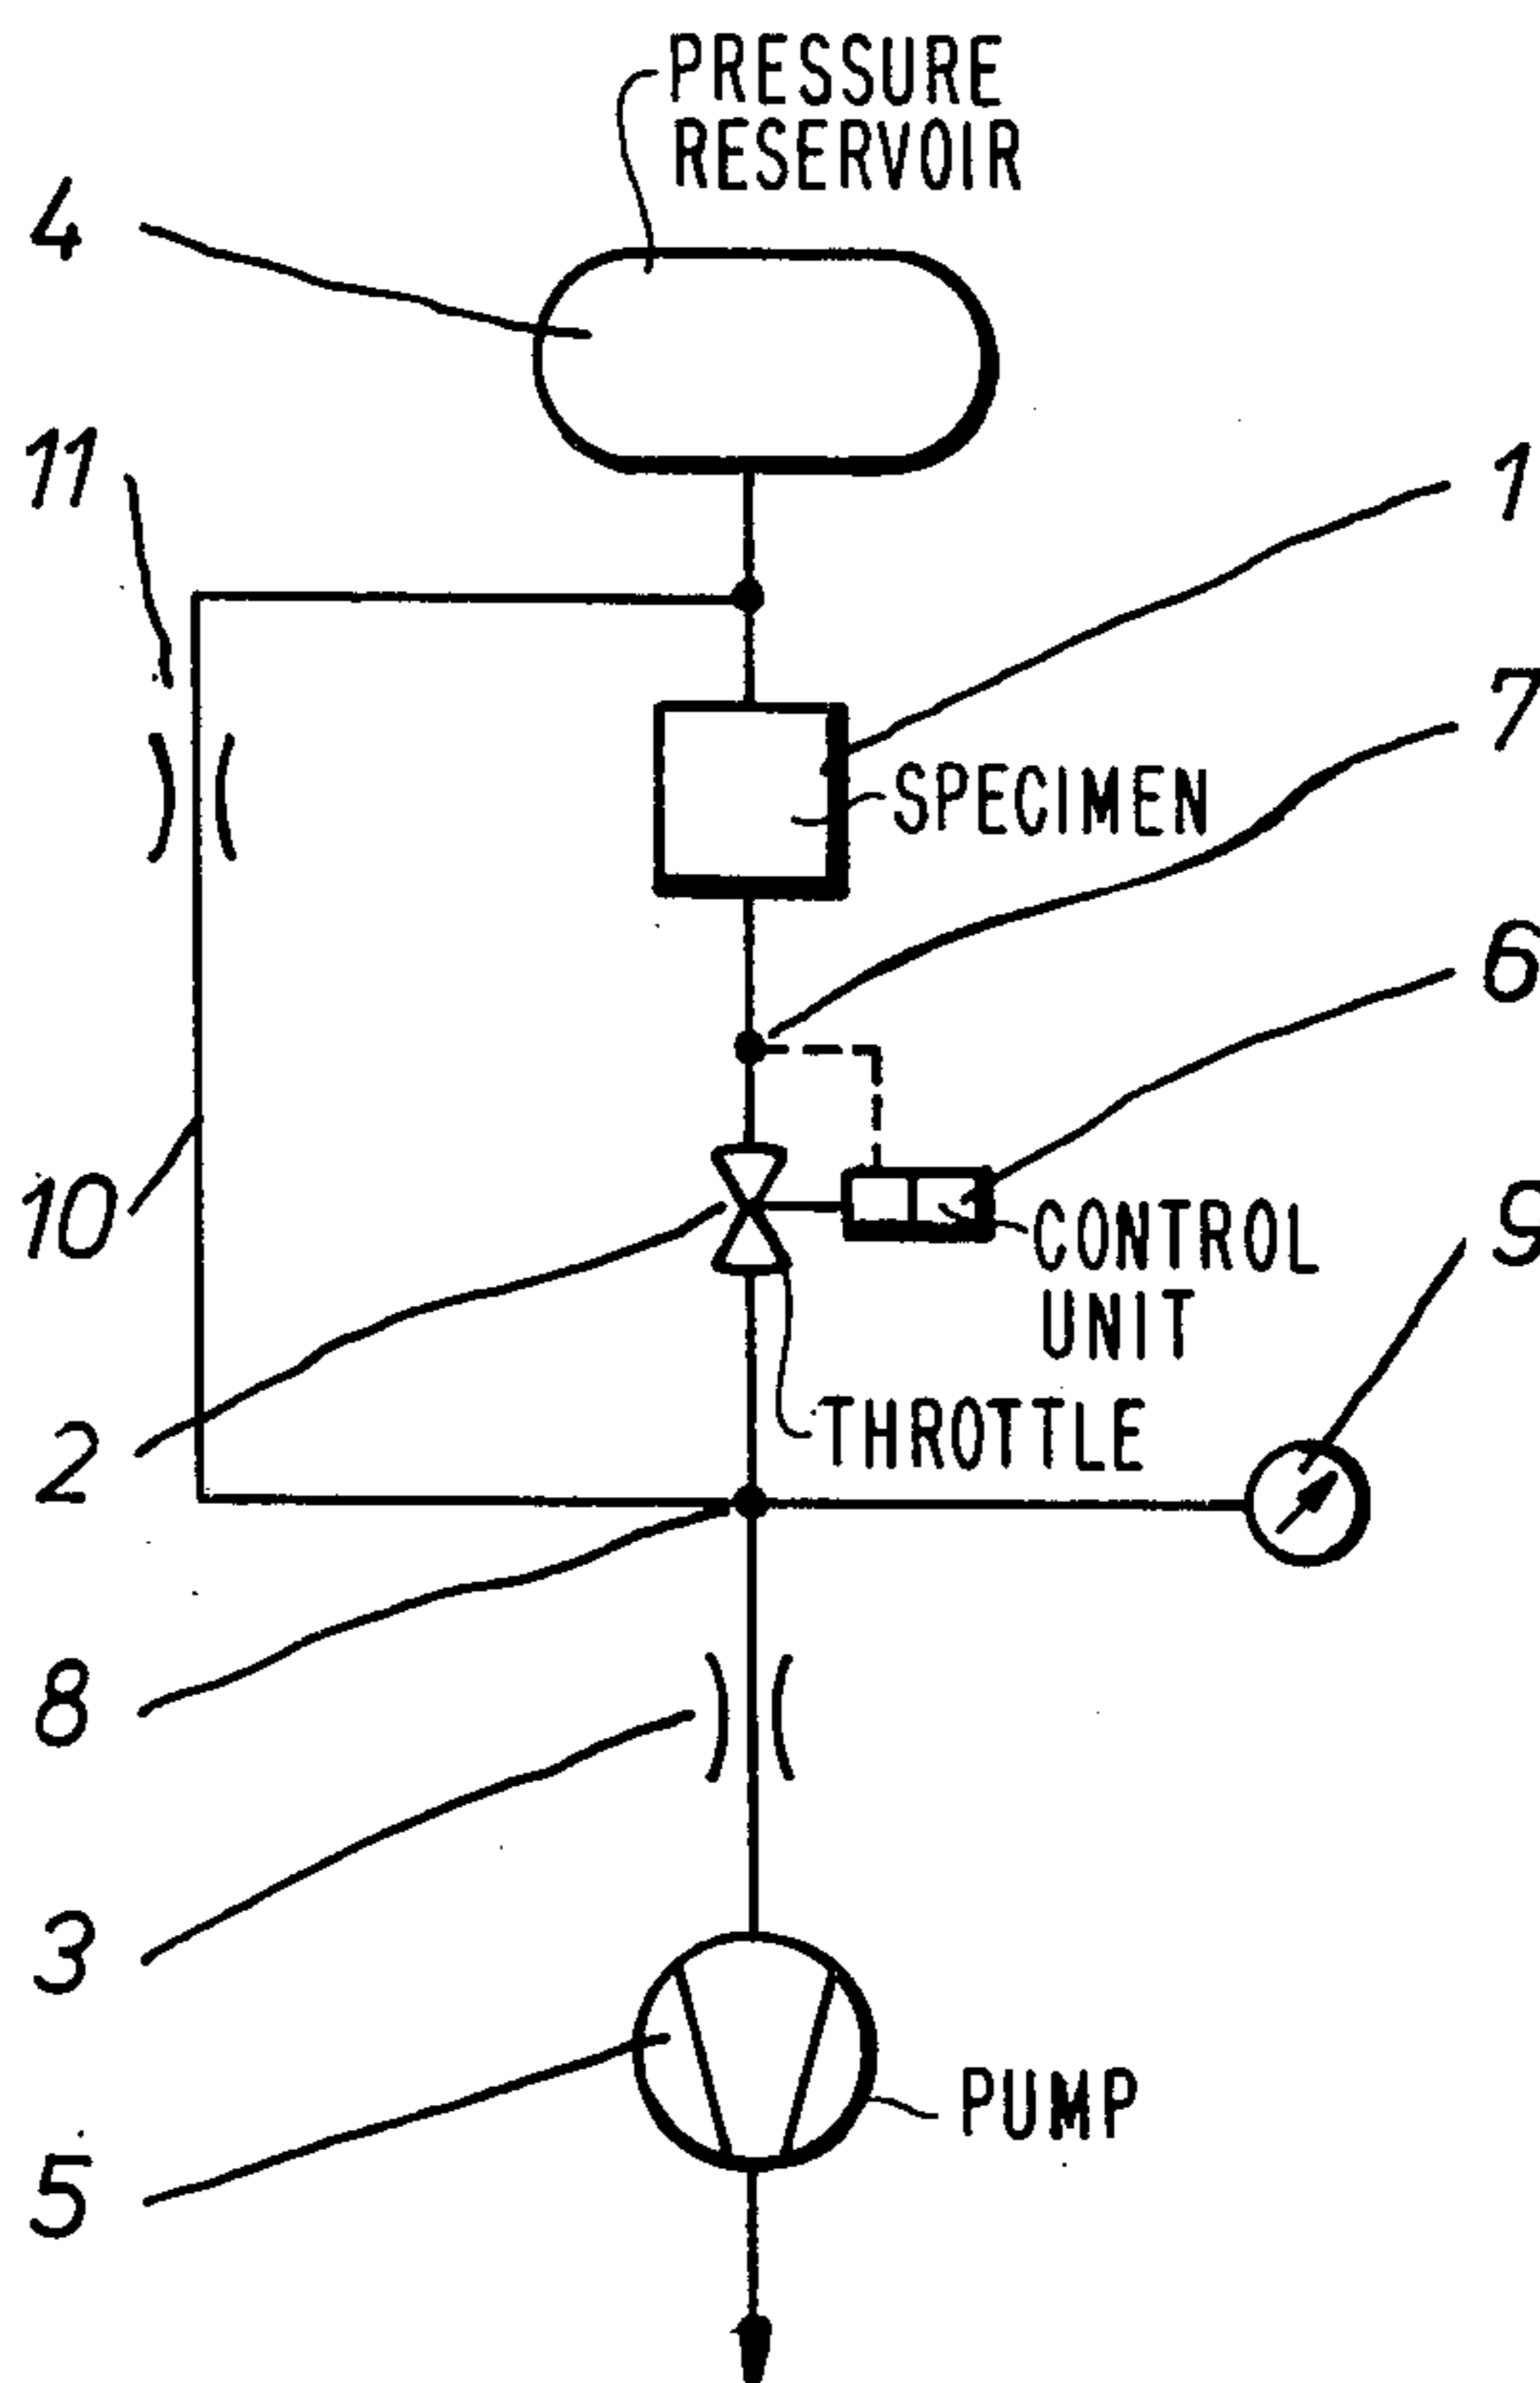 PRESSURE
RESERVOIR
4
11
1
7
SPECIMEN
6
10
CONTROL
UNIT
9
2
THROTTLE
8
3
PUMP
5